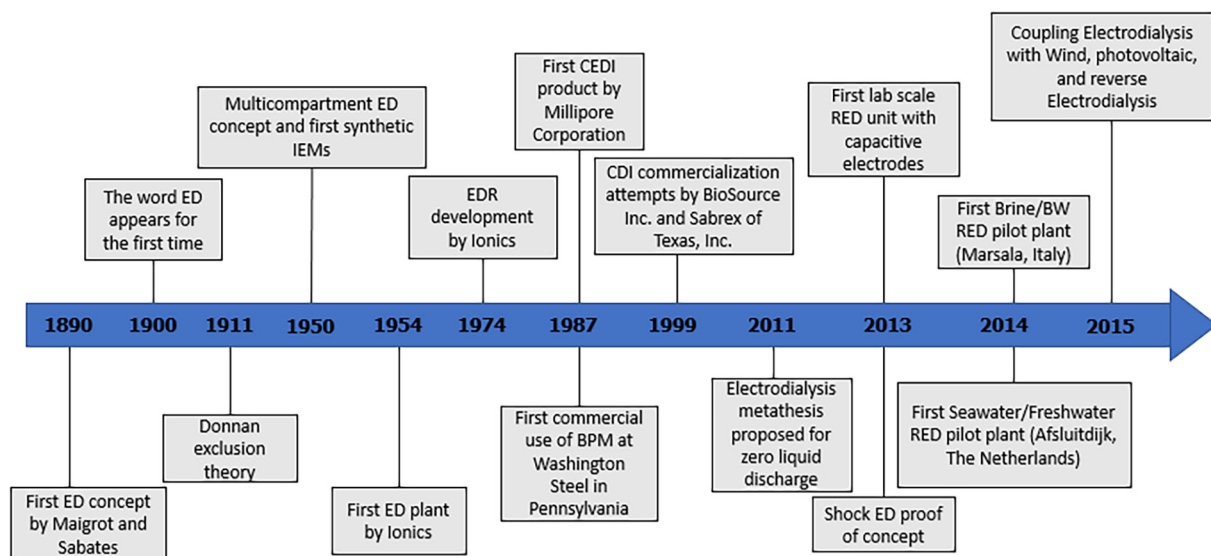 Coupling Electrodialysis
with Wind, photovoltaic,
and reverse
Electrodialysis
First CEDI
product by
Millipore
Corporation
First lab scale
RED unit with
capacitive
electrodes
Multicompartment ED
concept and first synthetic
IEMs
CDI commercialization
attempts by BioSource
Inc. and Sabrex of
Texas, Inc.
The word ED
appears for
the first time
EDR
development
by Ionics
First Brine/BW
RED pilot plant
(Marsala, Italy)
1890 1900 1911 1950 1954 1974 1987 1999 2011 2013 2014 2015
Donnan
exclusion
theory
Electrodialysis
metathesis
proposed for
zero liquid
discharge
First commercial
use of BPM at
Washington
Steel in
Pennsylvania
First Seawater/Freshwater
RED pilot plant (Afsluitdijk,
The Netherlands)
First ED concept
by Maigrot and
Sabates
First ED plant
by Ionics
Shock ED proof
of concept